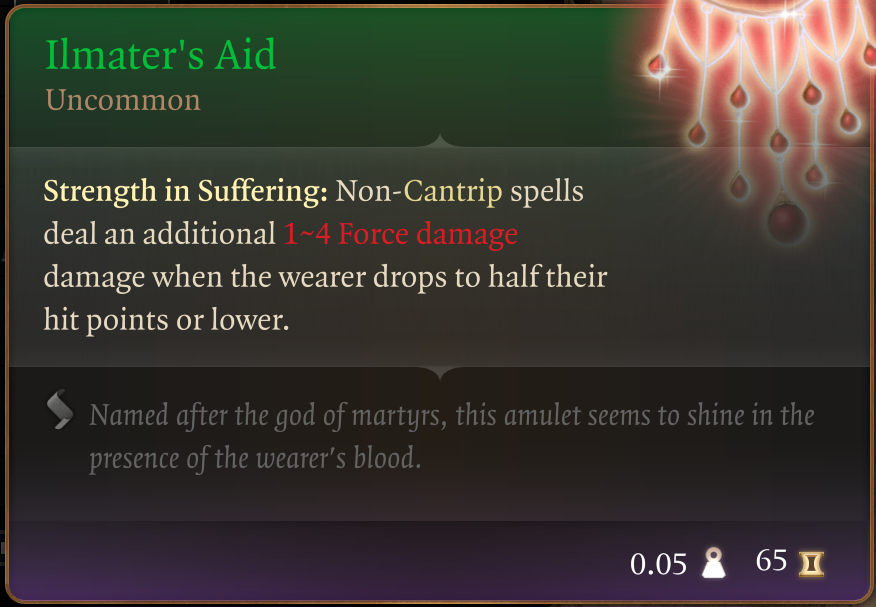 Ilmater's Aid
Uncommon
Strength in Suffering: Non-Cantrip spells
deal an additional 1~4 Force damage
damage when the wearer drops to half their
hit points or lower.
Named after the god of martyrs, this amulet seems to shine in the
presence of the wearer's blood.
0.05 65